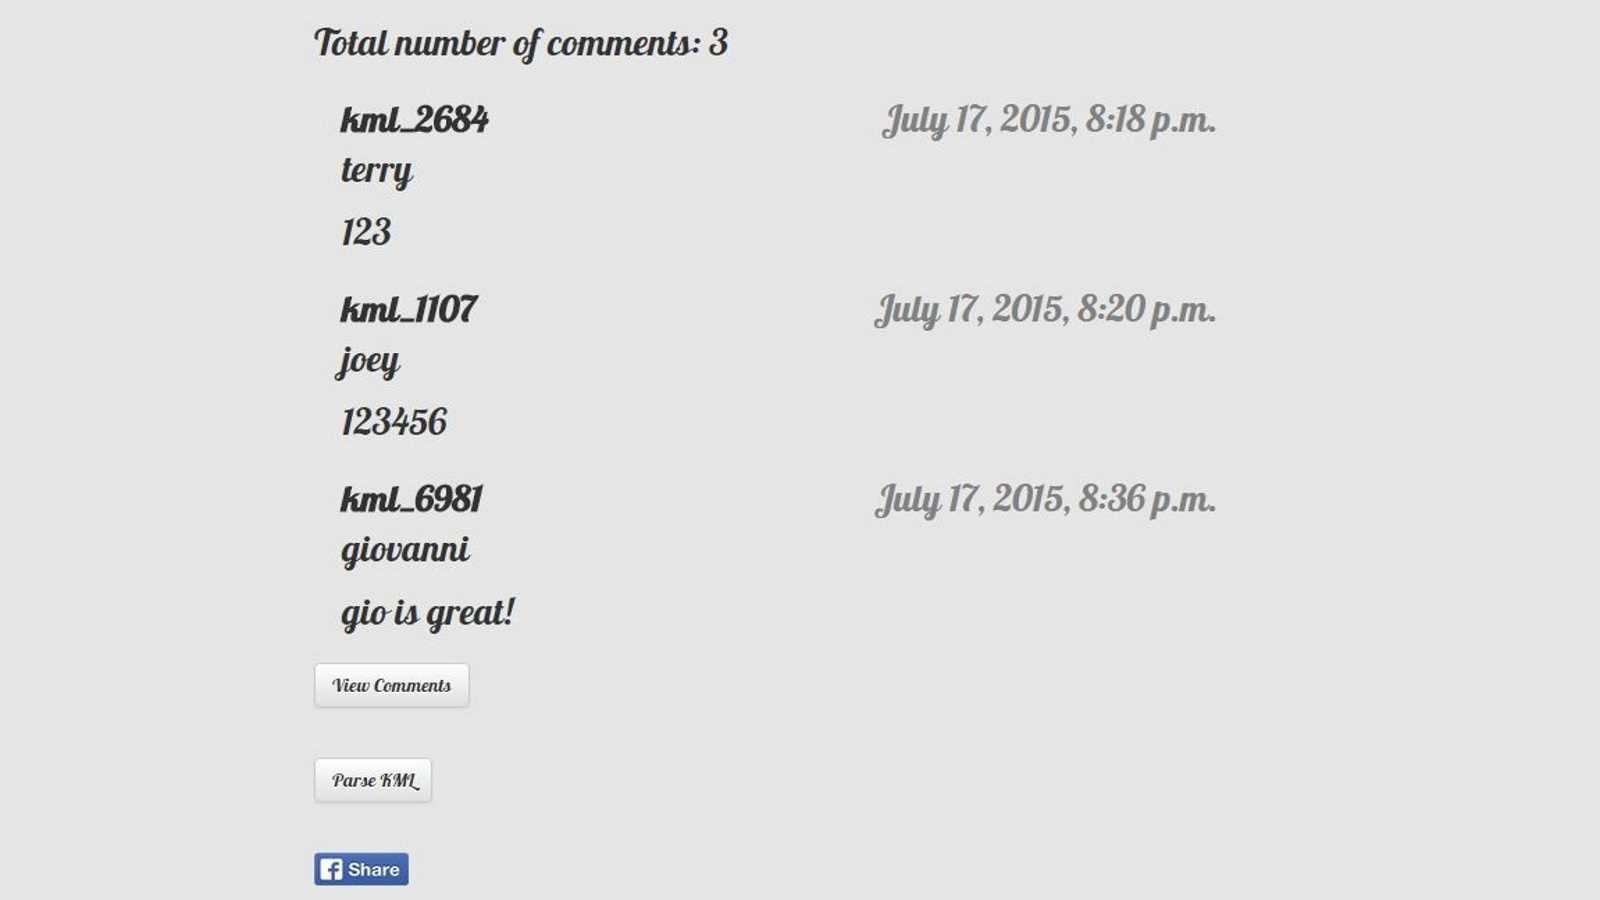 Total number of comments: 3
kml_2684 July 17, 2015, 8:18 p.m.
terry
123
kml_1107 July 17, 2015, 8:20 p.m.
joey
123456
kml_6981 July 17, 2015, 8:36 p.m.
giovanni
gio is great!
View Comments
Parse KML
Share